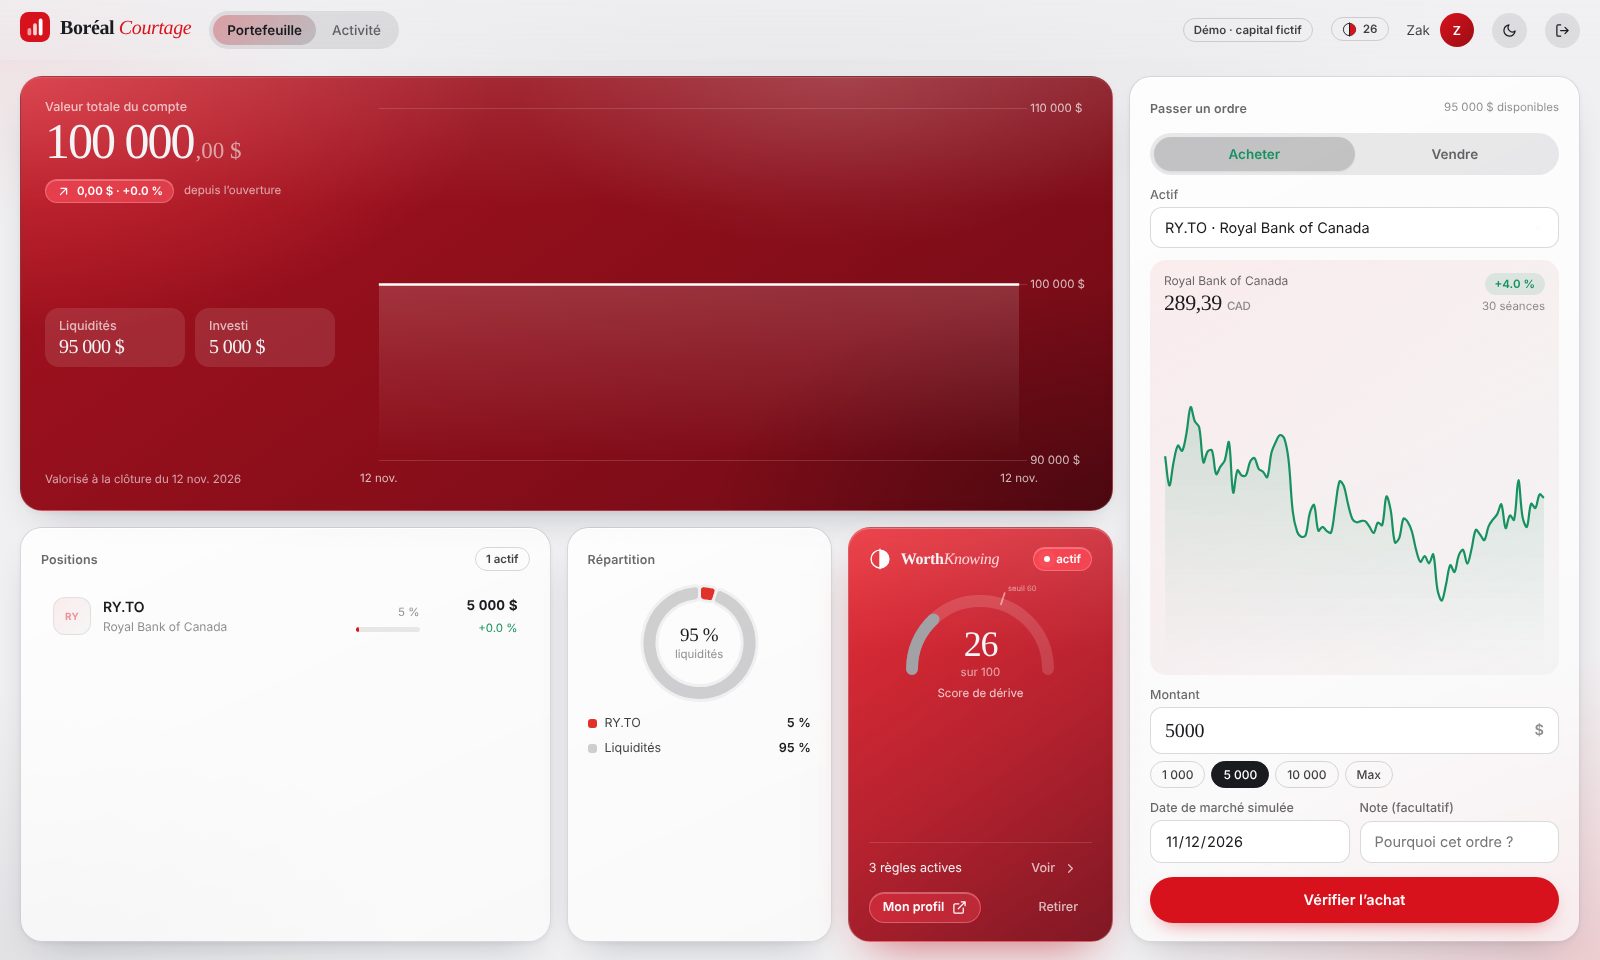 Boréal Courtage
Portefeuille
Activité
Démo · capital fictif
26
Zak
Z
Valeur totale du compte
100 000,00 $
0,00 $ · +0.0 %
depuis l'ouverture
110 000 $
100 000 $
90 000 $
Liquidités
95 000 $
Investi
5 000 $
Valorisé à la clôture du 12 nov. 2026
12 nov.
12 nov.
Positions
1 actif
RY
RY.TO
Royal Bank of Canada
5 %
5 000 $
+0.0 %
Répartition
95 %
liquidités
RY.TO
5 %
Liquidités
95 %
WorthKnowing
actif
seuil 60
26
sur 100
Score de dérive
3 règles actives
Voir
Mon profil
Retirer
Passer un ordre
95 000 $ disponibles
Acheter
Vendre
Actif
RY.TO · Royal Bank of Canada
Royal Bank of Canada
+4.0 %
289,39 CAD
30 séances
Montant
5000
$
1 000
5 000
10 000
Max
Date de marché simulée
Note (facultatif)
11/12/2026
Pourquoi cet ordre ?
Vérifier l'achat